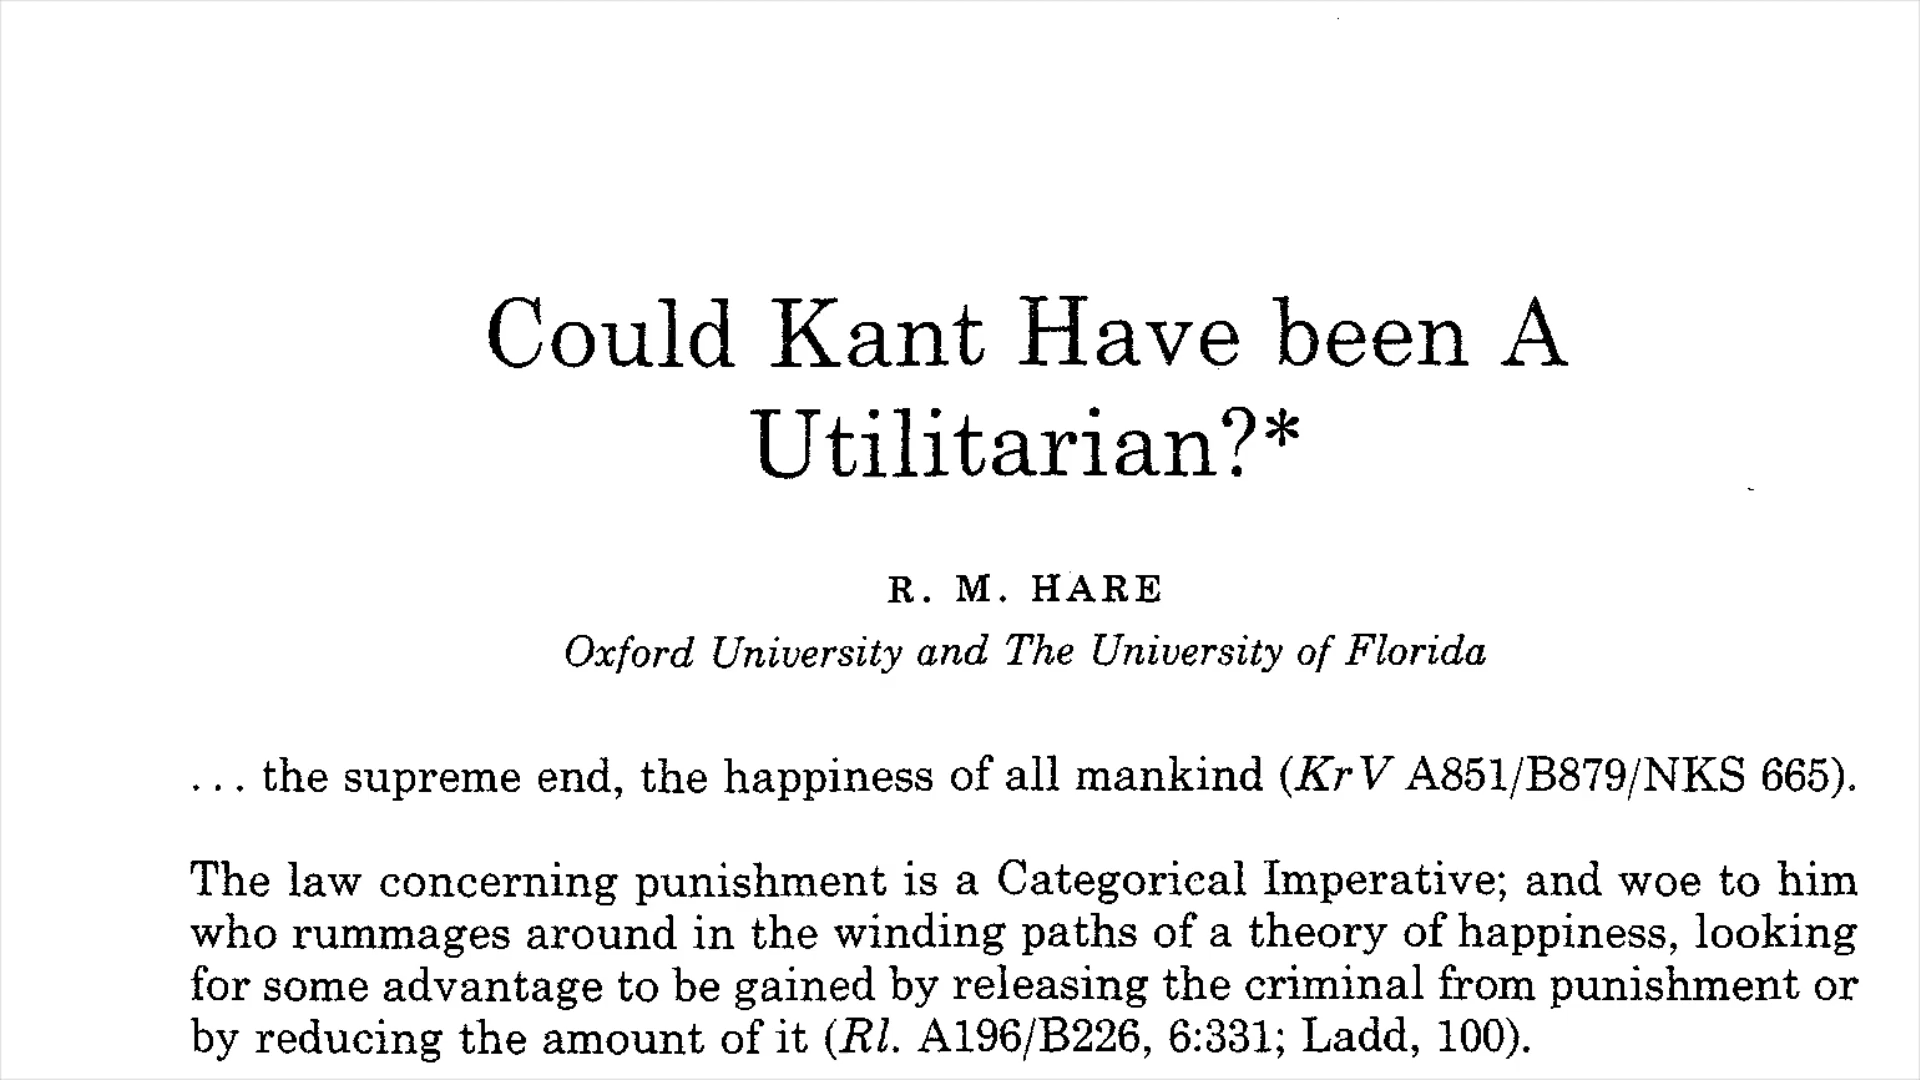 Could Kant Have been A
Utilitarian?*
R. M. HARE
Oxford University and The University of Florida
... the supreme end, the happiness of all mankind (KrV A851/B879/NKS 665).
The law concerning punishment is a Categorical Imperative; and woe to him
who rummages around in the winding paths of a theory of happiness, looking
for some advantage to be gained by releasing the criminal from punishment or
by reducing the amount of it (Rl. A196/B226, 6:331; Ladd, 100).